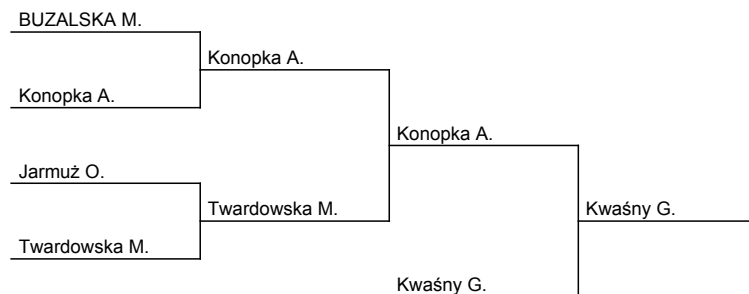 BUZALSKA M.
Konopka A.
Konopka A.
Konopka A.
Jarmuż O.
Twardowska M.
Kwaśny G.
Twardowska M.
Kwaśny G.